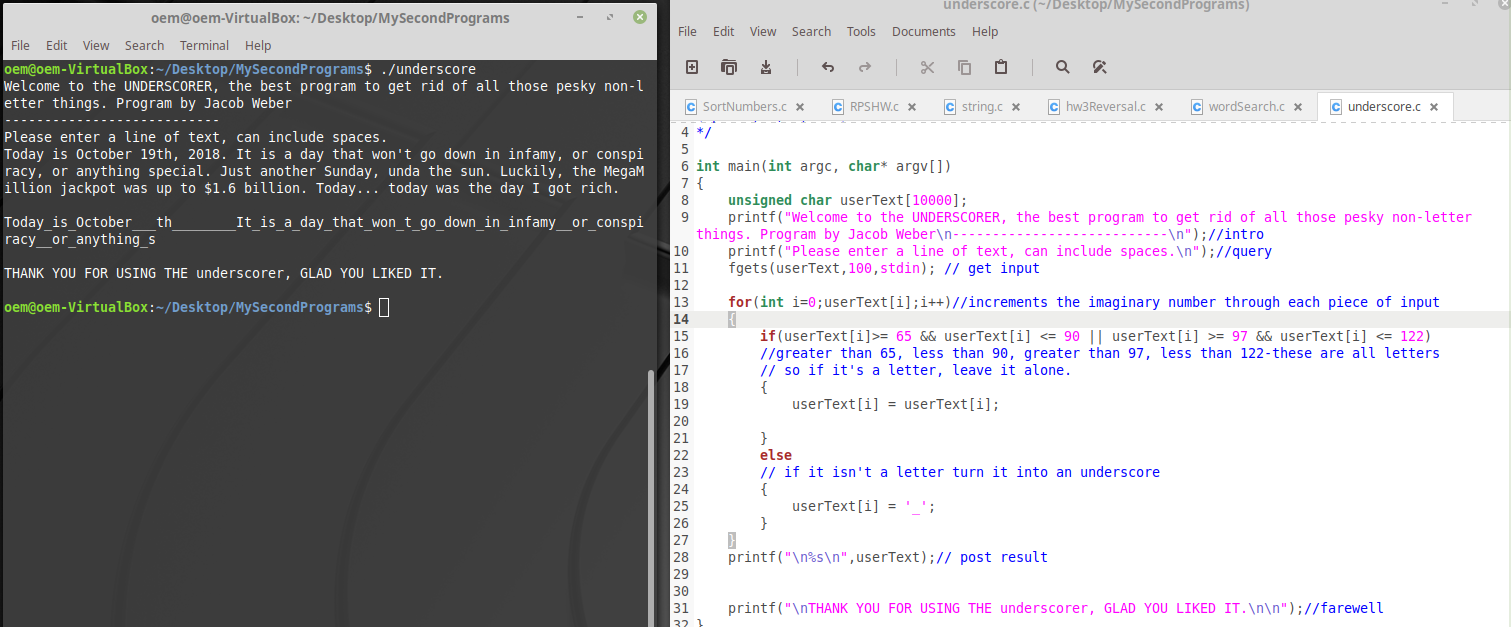 oem@oem-VirtualBox: ~/Desktop/MySecondPrograms
File Edit View Search Terminal Help
oem@oem-VirtualBox:~/Desktop/MySecondPrograms$ ./underscore
Welcome to the UNDERSCORER, the best program to get rid of all those pesky non-l
etter things. Program by Jacob Weber
---------------------------
Please enter a line of text, can include spaces.
Today is October 19th, 2018. It is a day that won't go down in infamy, or conspi
racy, or anything special. Just another Sunday, unda the sun. Luckily, the MegaM
illion jackpot was up to $1.6 billion. Today... today was the day I got rich.
Today_is_October___th________It_is_a_day_that_won_t_go_down_in_infamy__or_conspi
racy__or_anything_s
THANK YOU FOR USING THE underscorer, GLAD YOU LIKED IT.
oem@oem-VirtualBox:~/Desktop/MySecondPrograms$
underscore.c (~/Desktop/MySecondPrograms)
File Edit View Search Tools Documents Help
SortNumbers.c RPSHW.c string.c hw3Reversal.c wordSearch.c underscore.c
4 */
5
6 int main(int argc, char* argv[])
7 {
8 unsigned char userText[10000];
9 printf("Welcome to the UNDERSCORER, the best program to get rid of all those pesky non-letter
things. Program by Jacob Weber\n---------------------------\n");//intro
10 printf("Please enter a line of text, can include spaces.\n");//query
11 fgets(userText,100,stdin); // get input
12
13 for(int i=0;userText[i];i++)//increments the imaginary number through each piece of input
14 {
15 if(userText[i]>= 65 && userText[i] <= 90 || userText[i] >= 97 && userText[i] <= 122)
16 //greater than 65, less than 90, greater than 97, less than 122-these are all letters
17 // so if it's a letter, leave it alone.
18 {
19 userText[i] = userText[i];
20
21 }
22 else
23 // if it isn't a letter turn it into an underscore
24 {
25 userText[i] = '_';
26 }
27 }
28 printf("\n%s\n",userText);// post result
29
30
31 printf("\nTHANK YOU FOR USING THE underscorer, GLAD YOU LIKED IT.\n\n");//farewell
32 }